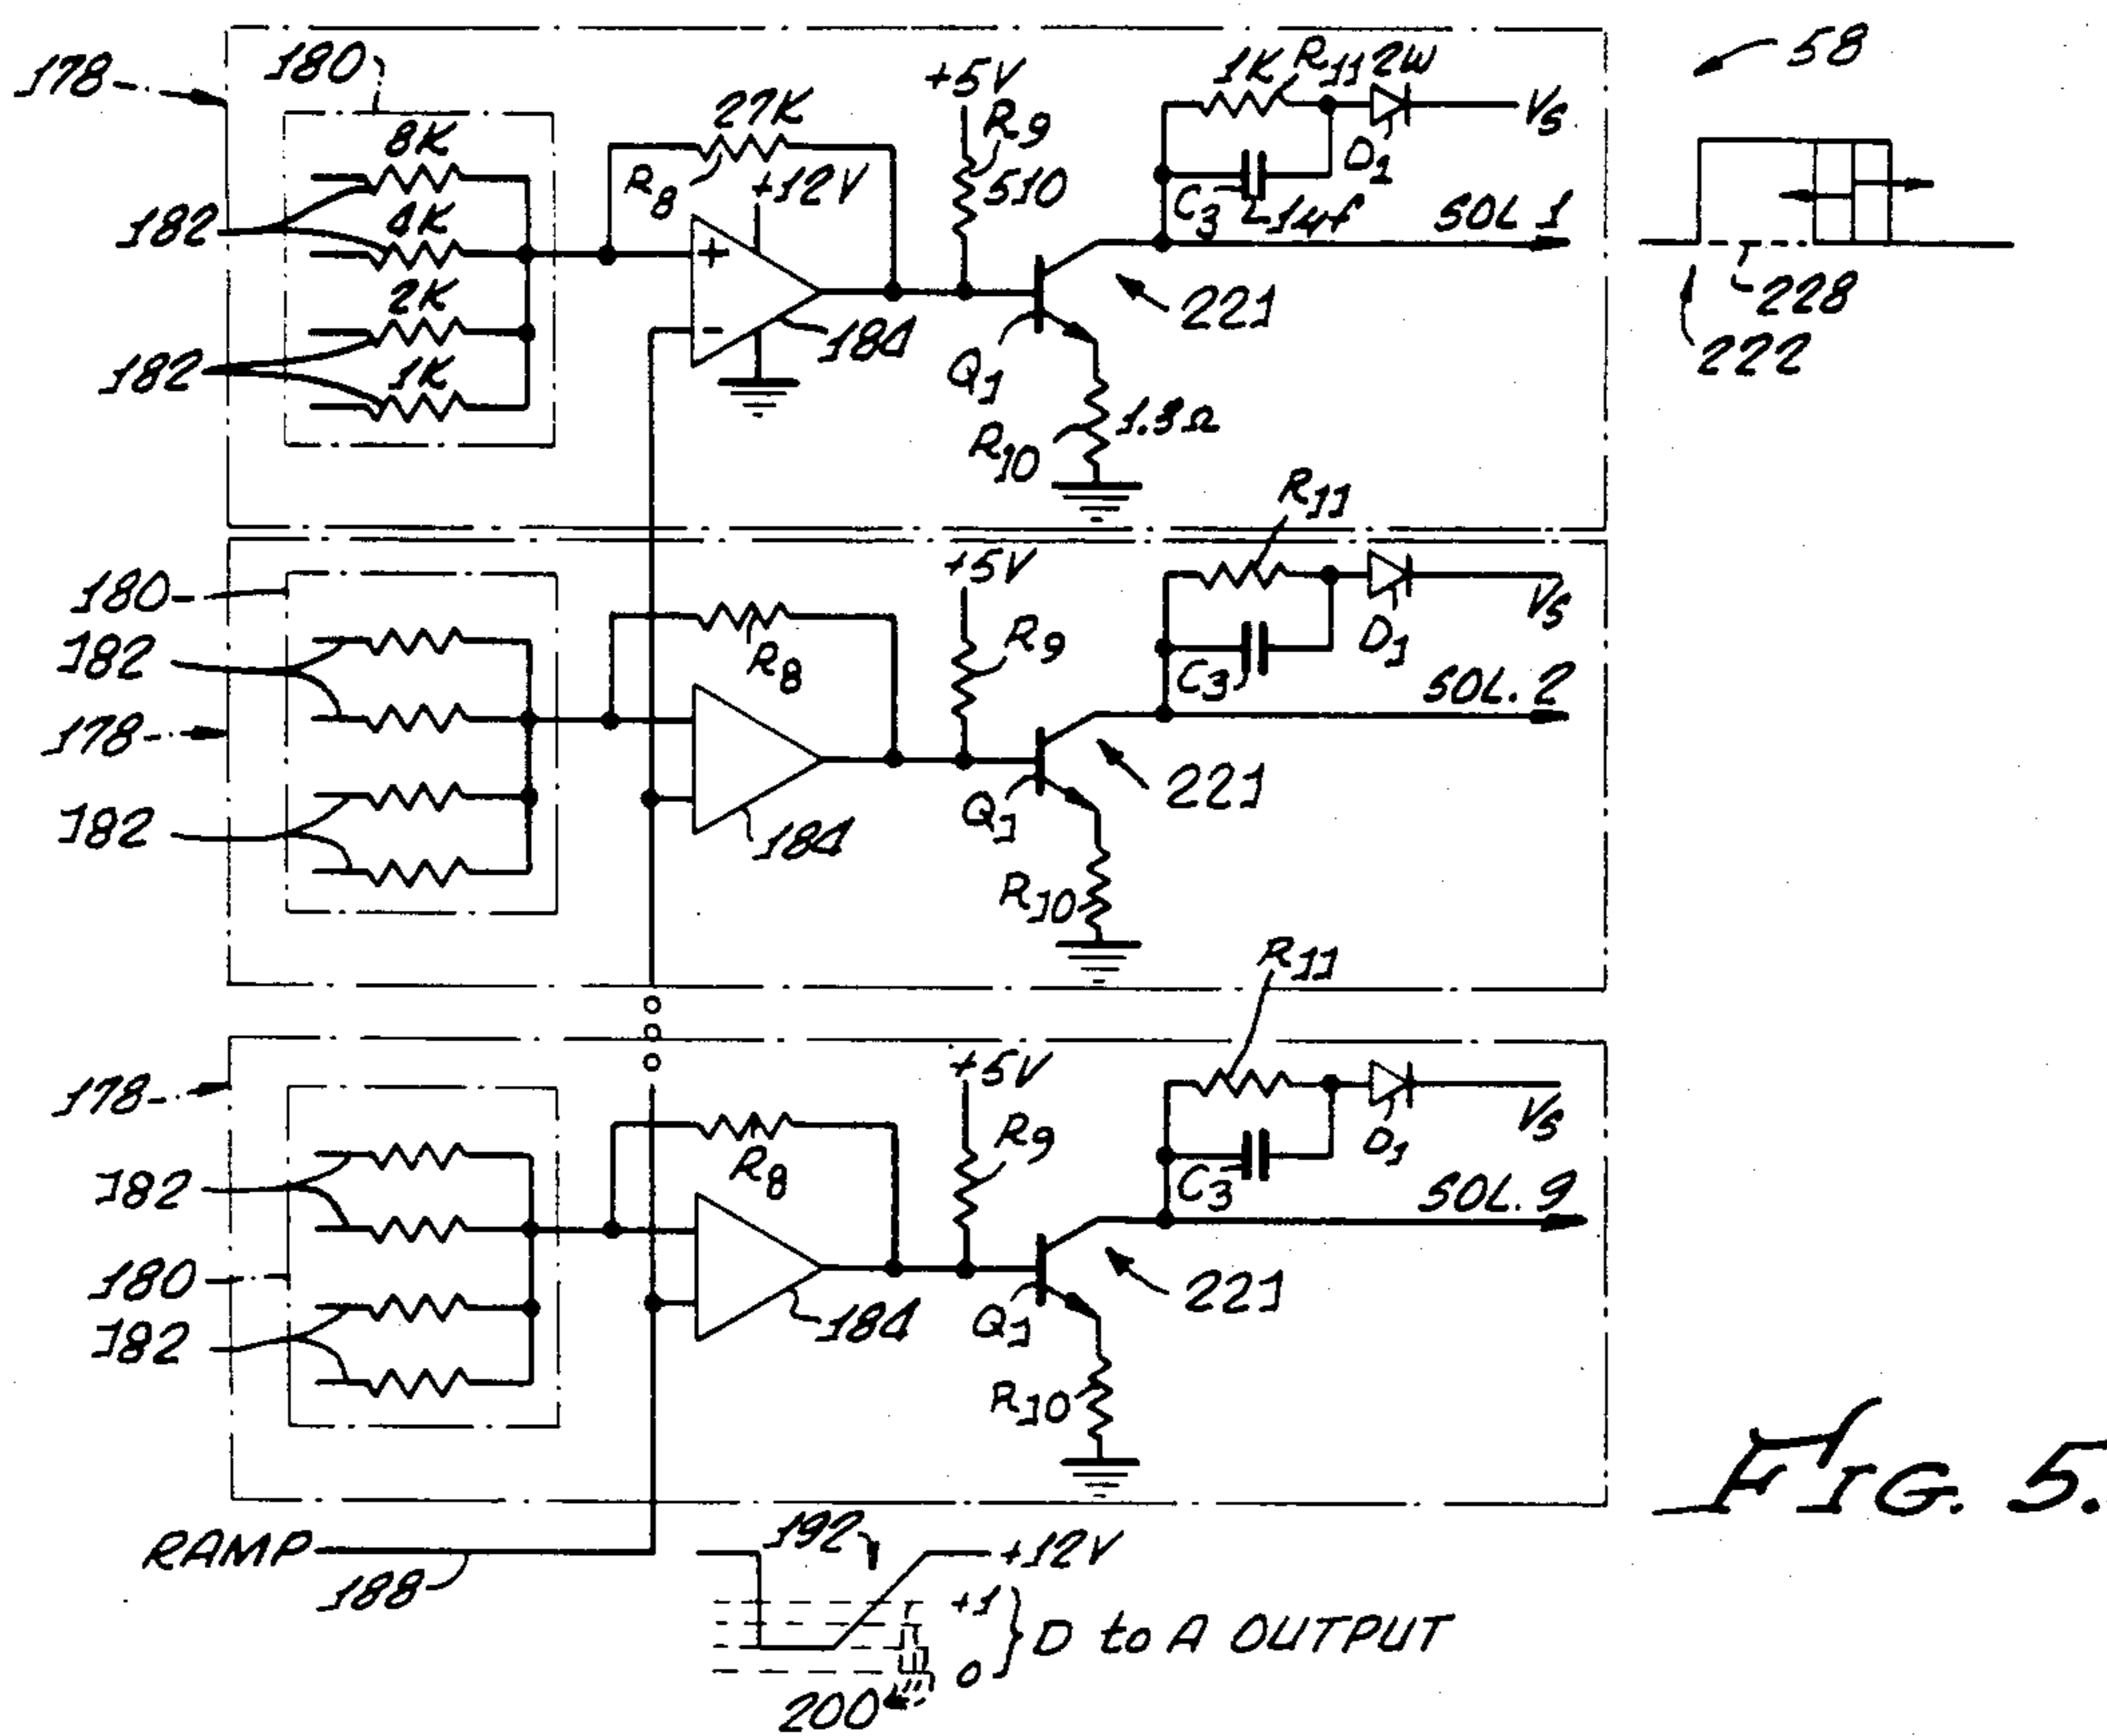 178
180
8K
4K
2K
1K
182
182
27K
R8
+12V
+
-
184
+5V
R9
510
1K R11 2W
D1
Vs
C3 .1µf
SOL 1
221
Q1
R10
1.8Ω
58
228
222
180
182
178
182
R8
184
+5V
R9
R11
C3
D1
Vs
SOL. 2
221
Q1
R10
178
182
180
182
R8
184
+5V
R9
R11
C3
D1
Vs
SOL. 9
221
Q1
R10
RAMP
188
192
+12V
+1
0
D to A OUTPUT
200
FIG. 5.